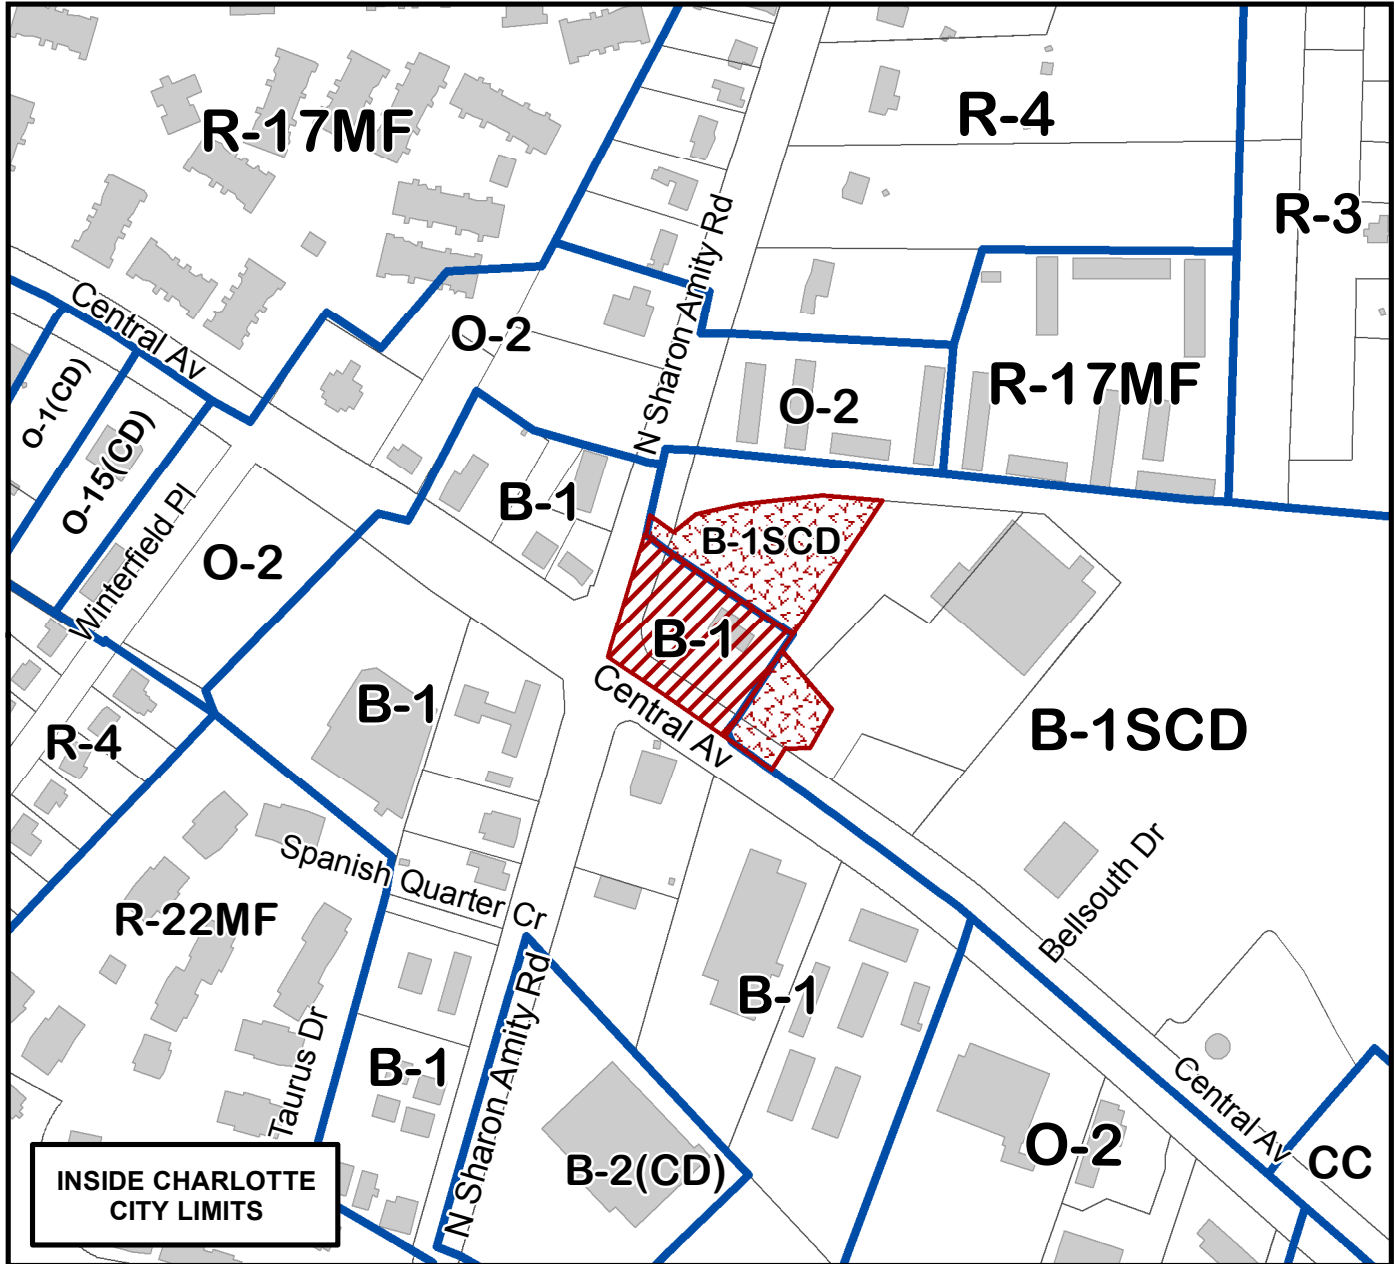 R-4
R-17MF
R-3
N Sharon Amity Rd
Central Av
O-2
R-17MF
O-1(CD)
O-2
O-15(CD)
B-1
B-1SCD
Winterfield Pl
O-2
B-1
Central Av
B-1
B-1SCD
R-4
Spanish Quarter Cr
Bellsouth Dr
R-22MF
B-1
N Sharon Amity Rd
B-1
Taurus Dr
Central Av
O-2
CC
B-2(CD)
INSIDE CHARLOTTE
CITY LIMITS